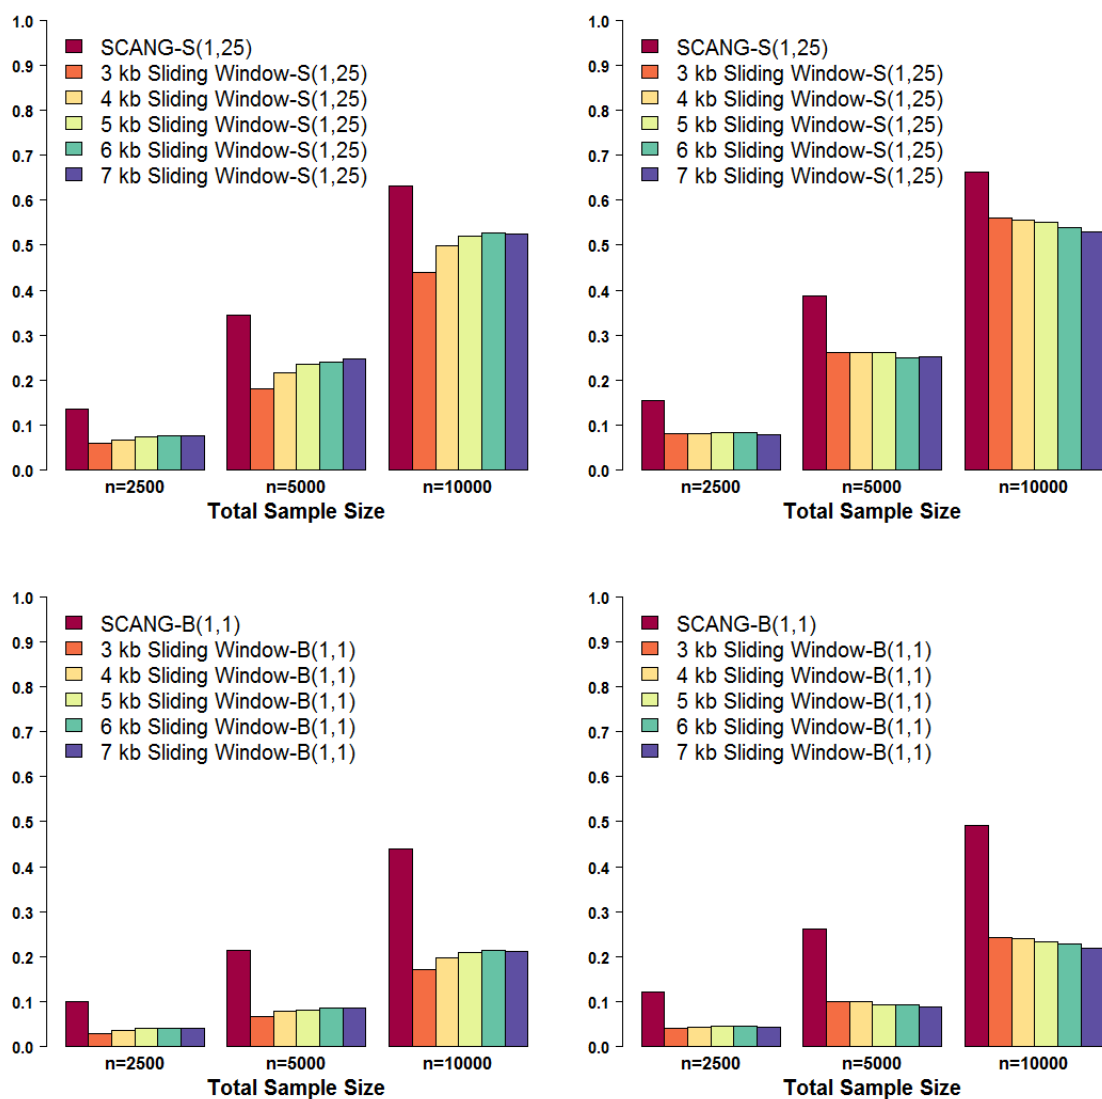 1.0
0.9
0.8
0.7
0.6
0.5
0.4
0.3
0.2
0.1
0.0
SCANG-S(1,25)
3 kb Sliding Window-S(1,25)
4 kb Sliding Window-S(1,25)
5 kb Sliding Window-S(1,25)
6 kb Sliding Window-S(1,25)
7 kb Sliding Window-S(1,25)
n=2500 n=5000 n=10000
Total Sample Size
1.0
0.9
0.8
0.7
0.6
0.5
0.4
0.3
0.2
0.1
0.0
SCANG-S(1,25)
3 kb Sliding Window-S(1,25)
4 kb Sliding Window-S(1,25)
5 kb Sliding Window-S(1,25)
6 kb Sliding Window-S(1,25)
7 kb Sliding Window-S(1,25)
n=2500 n=5000 n=10000
Total Sample Size
1.0
0.9
0.8
0.7
0.6
0.5
0.4
0.3
0.2
0.1
0.0
SCANG-B(1,1)
3 kb Sliding Window-B(1,1)
4 kb Sliding Window-B(1,1)
5 kb Sliding Window-B(1,1)
6 kb Sliding Window-B(1,1)
7 kb Sliding Window-B(1,1)
n=2500 n=5000 n=10000
Total Sample Size
1.0
0.9
0.8
0.7
0.6
0.5
0.4
0.3
0.2
0.1
0.0
SCANG-B(1,1)
3 kb Sliding Window-B(1,1)
4 kb Sliding Window-B(1,1)
5 kb Sliding Window-B(1,1)
6 kb Sliding Window-B(1,1)
7 kb Sliding Window-B(1,1)
n=2500 n=5000 n=10000
Total Sample Size